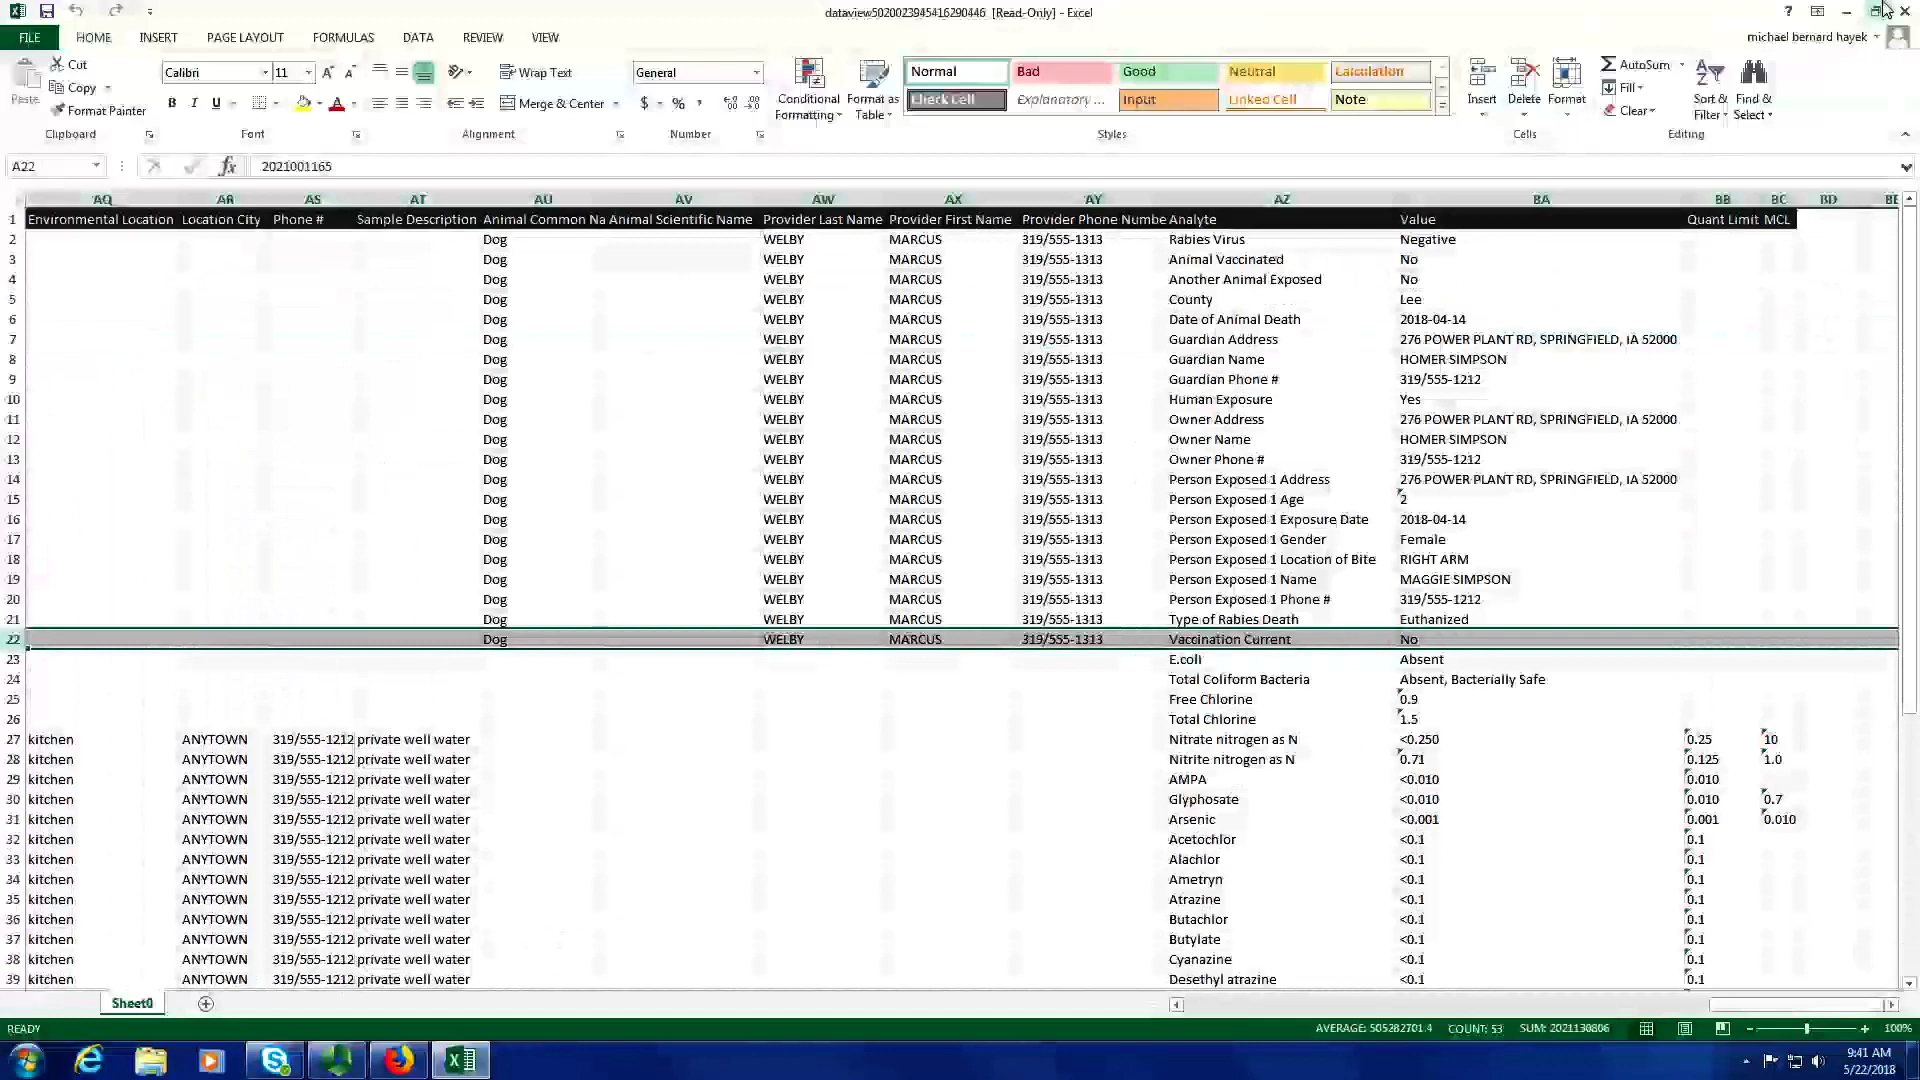 dataview5020023945416290446 [Read-Only] - Excel
?
FILE HOME INSERT PAGE LAYOUT FORMULAS DATA REVIEW VIEW
michael bernard hayek
Paste
Cut
Copy
Format Painter
Clipboard
Calibri 11
B I U
Font
Wrap Text
Merge & Center
Alignment
General
$ % ,
Number
Conditional Formatting
Format as Table
Normal Bad Good Neutral Calculation
Check Cell Explanatory ... Input Linked Cell Note
Styles
Insert Delete Format
Cells
AutoSum
Fill
Clear
Sort & Filter
Find & Select
Editing
A22 fx 2021001165
AQ AR AS AT AU AV AW AX AY AZ BA BB BC BD BE
1 Environmental Location Location City Phone # Sample Description Animal Common Na Animal Scientific Name Provider Last Name Provider First Name Provider Phone Numbe Analyte Value Quant Limit MCL
2 Dog WELBY MARCUS 319/555-1313 Rabies Virus Negative
3 Dog WELBY MARCUS 319/555-1313 Animal Vaccinated No
4 Dog WELBY MARCUS 319/555-1313 Another Animal Exposed No
5 Dog WELBY MARCUS 319/555-1313 County Lee
6 Dog WELBY MARCUS 319/555-1313 Date of Animal Death 2018-04-14
7 Dog WELBY MARCUS 319/555-1313 Guardian Address 276 POWER PLANT RD, SPRINGFIELD, IA 52000
8 Dog WELBY MARCUS 319/555-1313 Guardian Name HOMER SIMPSON
9 Dog WELBY MARCUS 319/555-1313 Guardian Phone # 319/555-1212
10 Dog WELBY MARCUS 319/555-1313 Human Exposure Yes
11 Dog WELBY MARCUS 319/555-1313 Owner Address 276 POWER PLANT RD, SPRINGFIELD, IA 52000
12 Dog WELBY MARCUS 319/555-1313 Owner Name HOMER SIMPSON
13 Dog WELBY MARCUS 319/555-1313 Owner Phone # 319/555-1212
14 Dog WELBY MARCUS 319/555-1313 Person Exposed 1 Address 276 POWER PLANT RD, SPRINGFIELD, IA 52000
15 Dog WELBY MARCUS 319/555-1313 Person Exposed 1 Age 2
16 Dog WELBY MARCUS 319/555-1313 Person Exposed 1 Exposure Date 2018-04-14
17 Dog WELBY MARCUS 319/555-1313 Person Exposed 1 Gender Female
18 Dog WELBY MARCUS 319/555-1313 Person Exposed 1 Location of Bite RIGHT ARM
19 Dog WELBY MARCUS 319/555-1313 Person Exposed 1 Name MAGGIE SIMPSON
20 Dog WELBY MARCUS 319/555-1313 Person Exposed 1 Phone # 319/555-1212
21 Dog WELBY MARCUS 319/555-1313 Type of Rabies Death Euthanized
22 Dog WELBY MARCUS 319/555-1313 Vaccination Current No
23 E.coli Absent
24 Total Coliform Bacteria Absent, Bacterially Safe
25 Free Chlorine 0.9
26 Total Chlorine 1.5
27 kitchen ANYTOWN 319/555-1212 private well water Nitrate nitrogen as N <0.250 0.25 10
28 kitchen ANYTOWN 319/555-1212 private well water Nitrite nitrogen as N 0.71 0.125 1.0
29 kitchen ANYTOWN 319/555-1212 private well water AMPA <0.010 0.010
30 kitchen ANYTOWN 319/555-1212 private well water Glyphosate <0.010 0.010 0.7
31 kitchen ANYTOWN 319/555-1212 private well water Arsenic <0.001 0.001 0.010
32 kitchen ANYTOWN 319/555-1212 private well water Acetochlor <0.1 0.1
33 kitchen ANYTOWN 319/555-1212 private well water Alachlor <0.1 0.1
34 kitchen ANYTOWN 319/555-1212 private well water Ametryn <0.1 0.1
35 kitchen ANYTOWN 319/555-1212 private well water Atrazine <0.1 0.1
36 kitchen ANYTOWN 319/555-1212 private well water Butachlor <0.1 0.1
37 kitchen ANYTOWN 319/555-1212 private well water Butylate <0.1 0.1
38 kitchen ANYTOWN 319/555-1212 private well water Cyanazine <0.1 0.1
39 kitchen ANYTOWN 319/555-1212 private well water Desethyl atrazine <0.1 0.1
Sheet0
READY AVERAGE: 505282701.4 COUNT: 53 SUM: 2021130806 100%
9:41 AM
5/22/2018